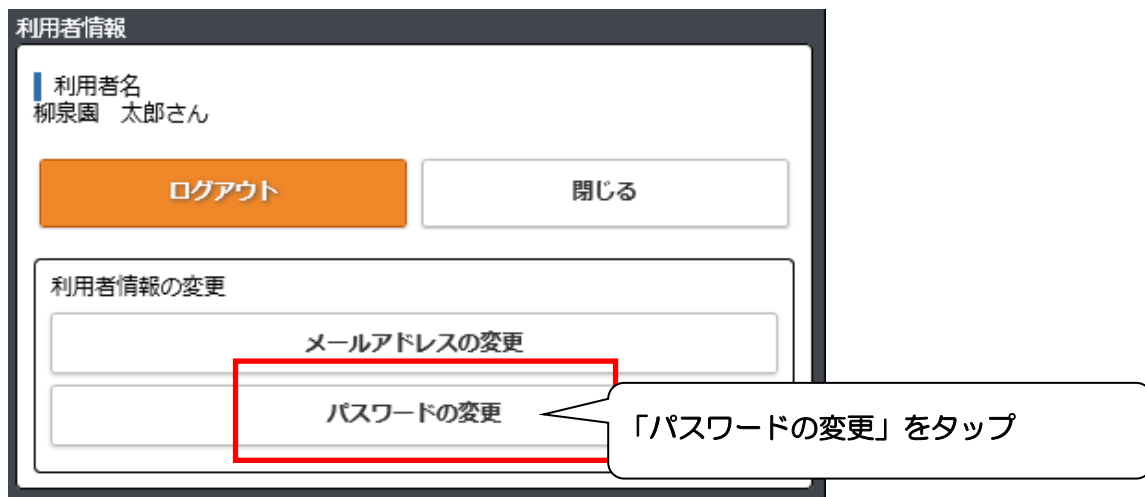 利用者情報
利用者名
柳泉園　太郎さん
ログアウト
閉じる
利用者情報の変更
メールアドレスの変更
パスワードの変更
「パスワードの変更」をタップ